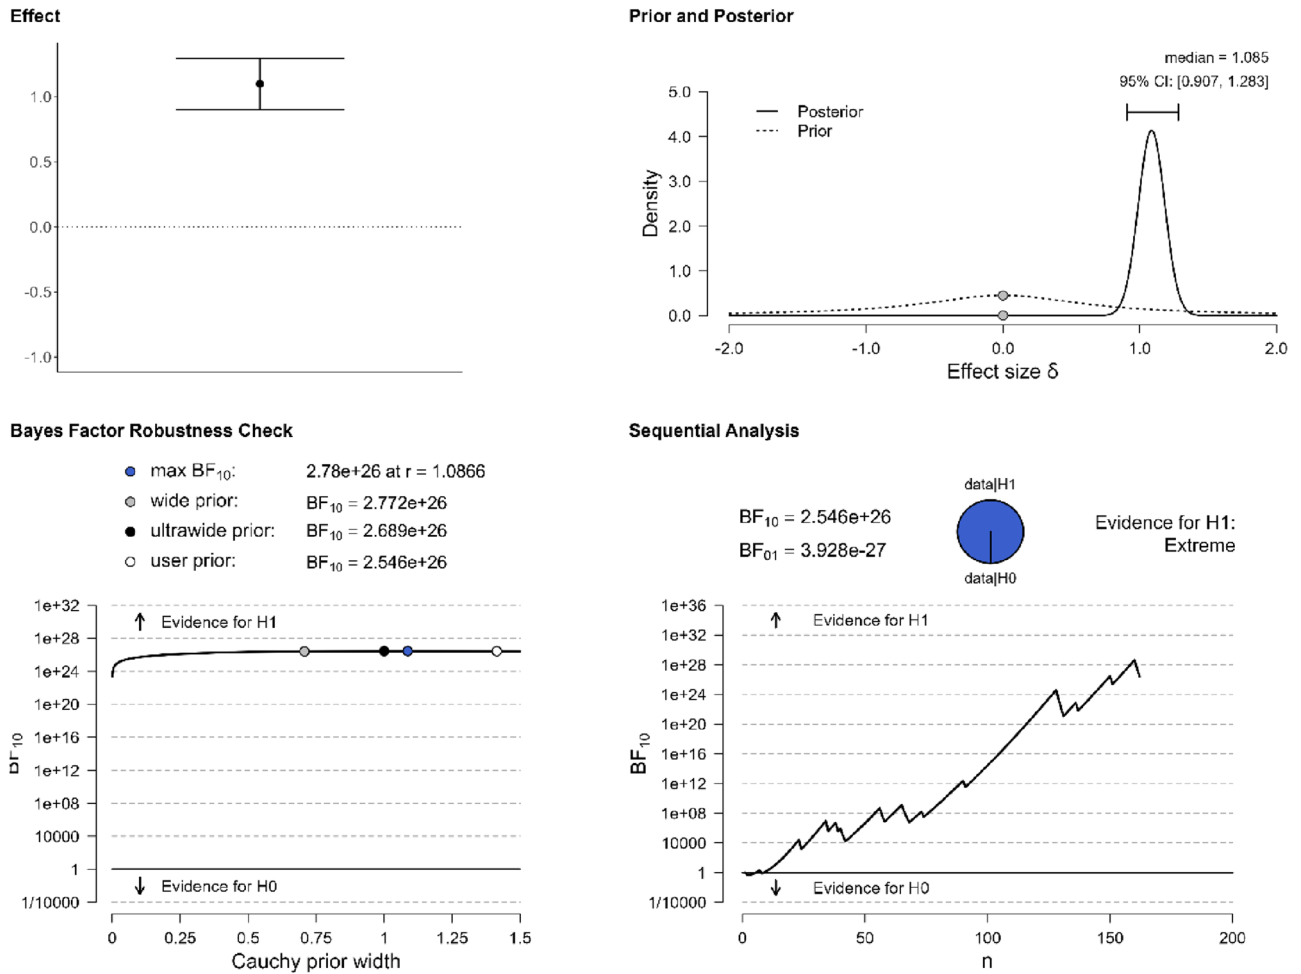 Effect
1.0
0.5
0.0
-0.5
-1.0
Prior and Posterior
median = 1.085
95% CI: [0.907, 1.283]
Posterior
Prior
5.0
4.0
3.0
2.0
1.0
0.0
Density
-2.0 -1.0 0.0 1.0 2.0
Effect size δ
Bayes Factor Robustness Check
max BF10: 2.78e+26 at r = 1.0866
wide prior: BF10 = 2.772e+26
ultrawide prior: BF10 = 2.689e+26
user prior: BF10 = 2.546e+26
Evidence for H1
1e+32
1e+28
1e+24
1e+20
1e+16
1e+12
1e+08
10000
1
1/10000
BF10
Evidence for H0
0 0.25 0.5 0.75 1 1.25 1.5
Cauchy prior width
Sequential Analysis
data|H1
BF10 = 2.546e+26
BF01 = 3.928e-27
data|H0
Evidence for H1:
Extreme
Evidence for H1
1e+36
1e+32
1e+28
1e+24
1e+20
1e+16
1e+12
1e+08
10000
1
1/10000
BF10
Evidence for H0
0 50 100 150 200
n